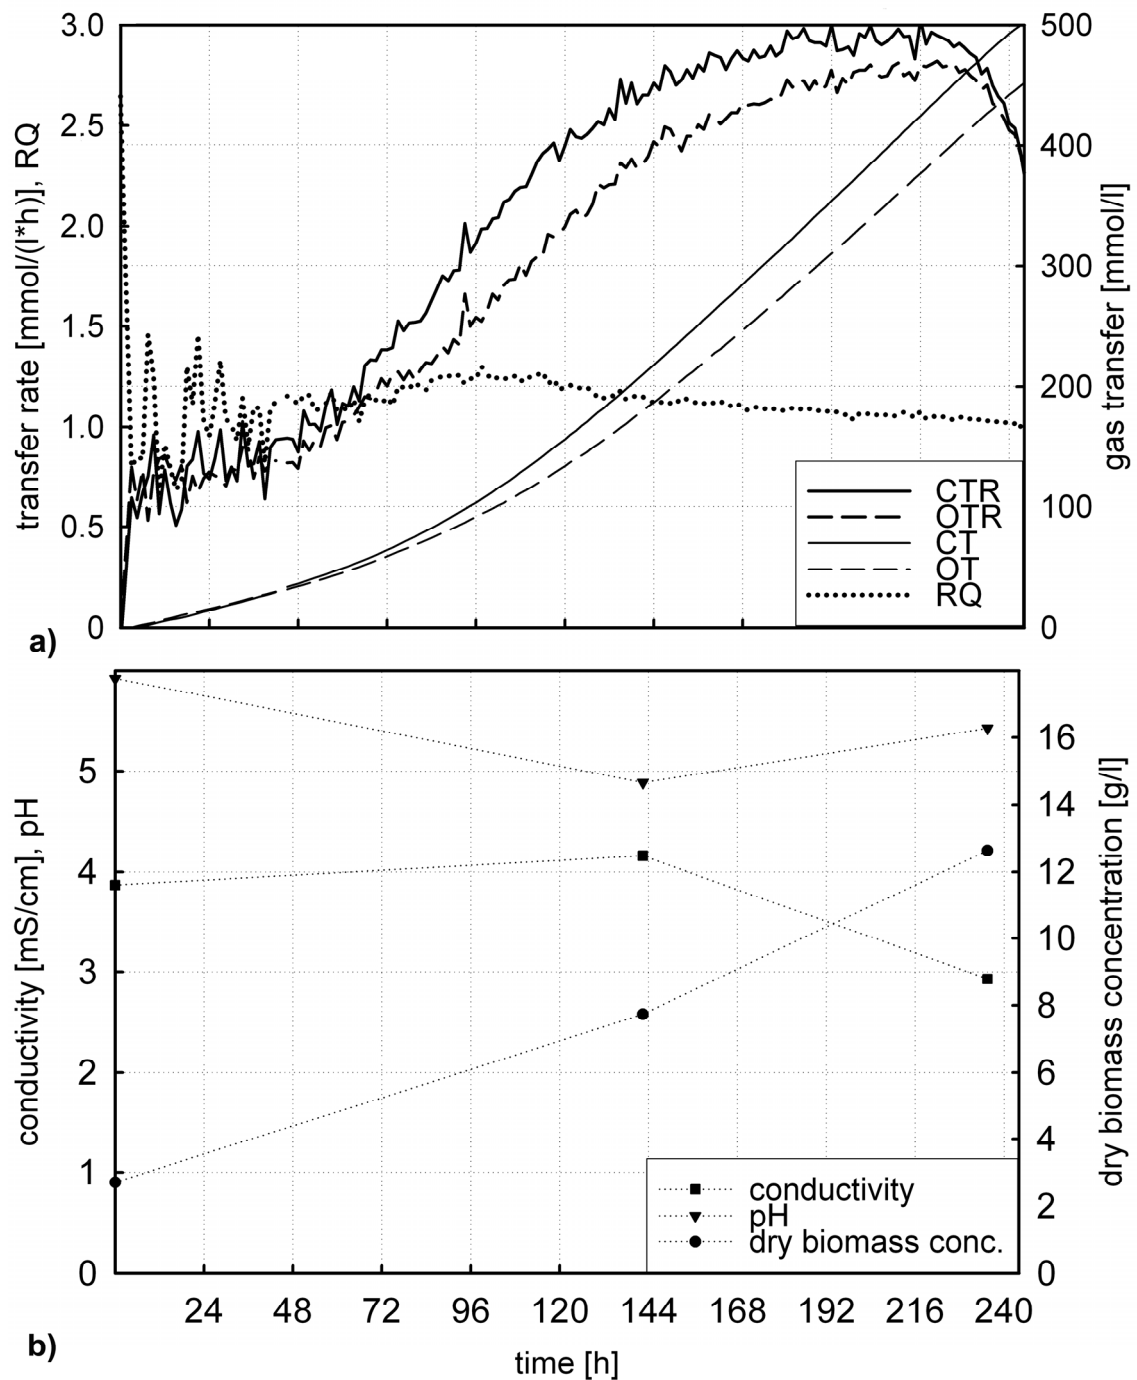 3.0
2.5
2.0
1.5
1.0
0.5
0
transfer rate [mmol/(l*h)], RQ
500
400
300
200
100
0
gas transfer [mmol/l]
CTR
OTR
CT
OT
RQ
a)
5
4
3
2
1
0
conductivity [mS/cm], pH
16
14
12
10
8
6
4
2
0
dry biomass concentration [g/l]
conductivity
pH
dry biomass conc.
24 48 72 96 120 144 168 192 216 240
b)
time [h]